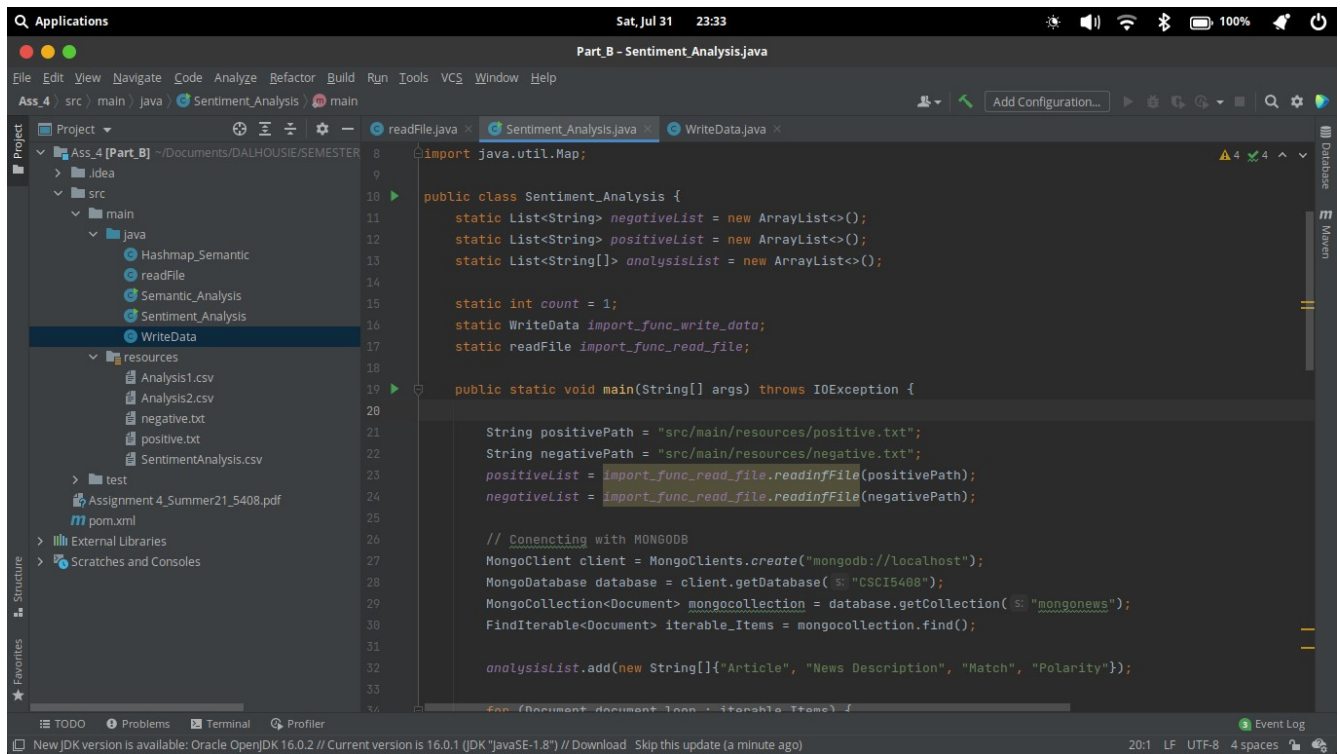 Applications Sat, Jul 31 23:33 100%
Part_B – Sentiment_Analysis.java
File Edit View Navigate Code Analyze Refactor Build Run Tools VCS Window Help
Ass_4 src main java Sentiment_Analysis main Add Configuration...
Project readFile.java Sentiment_Analysis.java WriteData.java
Project
Structure
Favorites
Ass_4 [Part_B] ~/Documents/DALHOUSIE/SEMESTER
.idea
src
main
java
Hashmap_Semantic
readFile
Semantic_Analysis
Sentiment_Analysis
WriteData
resources
Analysis1.csv
Analysis2.csv
negative.txt
positive.txt
SentimentAnalysis.csv
test
Assignment 4_Summer21_5408.pdf
pom.xml
External Libraries
Scratches and Consoles
8 import java.util.Map;
9
10 public class Sentiment_Analysis {
11 static List<String> negativeList = new ArrayList<>();
12 static List<String> positiveList = new ArrayList<>();
13 static List<String[]> analysisList = new ArrayList<>();
14
15 static int count = 1;
16 static WriteData import_func_write_data;
17 static readFile import_func_read_file;
18
19 public static void main(String[] args) throws IOException {
20
21 String positivePath = "src/main/resources/positive.txt";
22 String negativePath = "src/main/resources/negative.txt";
23 positiveList = import_func_read_file.readinfFile(positivePath);
24 negativeList = import_func_read_file.readinfFile(negativePath);
25
26 // Conencting with MONGODB
27 MongoClient client = MongoClients.create("mongodb://localhost");
28 MongoDatabase database = client.getDatabase( s: "CSCI5408");
29 MongoCollection<Document> mongocollection = database.getCollection( s: "mongonews");
30 FindIterable<Document> iterable_Items = mongocollection.find();
31
32 analysisList.add(new String[]{"Article", "News Description", "Match", "Polarity"});
33
34 for (Document document_loop : iterable_Items) {
4 4
Database
m Maven
TODO Problems Terminal Profiler 3 Event Log
New JDK version is available: Oracle OpenJDK 16.0.2 // Current version is 16.0.1 (JDK "JavaSE-1.8") // Download Skip this update (a minute ago) 20:1 LF UTF-8 4 spaces